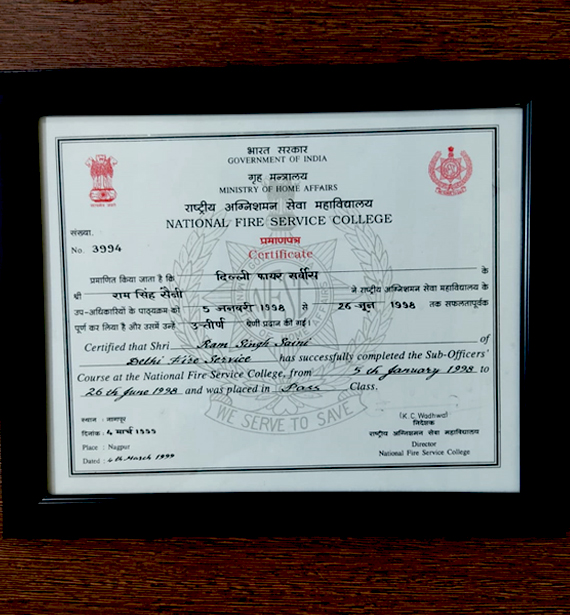 भारत सरकार
GOVERNMENT OF INDIA
गृह मन्त्रालय
MINISTRY OF HOME AFFAIRS
राष्ट्रीय अग्निशमन सेवा महाविद्यालय
NATIONAL FIRE SERVICE COLLEGE
संख्या.
No. 3994
प्रमाणपत्र
Certificate
प्रमाणित किया जाता है कि दिल्ली फायर सर्वीस के
श्री राम सिंह सैनी ने राष्ट्रीय अग्निशमन सेवा महाविद्यालय के
उप-अधिकारियों के पाठ्यक्रम को 5 जनवरी 1998 से 26 जून 1998 तक सफलतापूर्वक
पूर्ण कर लिया है और उसमें उन्हें उत्तीर्ण श्रेणी प्रदान की गई।
Certified that Shri Ram Singh Saini of
Delhi Fire Service has successfully completed the Sub-Officers'
Course at the National Fire Service College, from 5th January 1998 to
26th June 1998 and was placed in Pass Class.
WE SERVE TO SAVE
स्थान : नागपूर
दिनांक : 4 मार्च 1999
Place : Nagpur
Dated : 4th March 1999
(K. C. Wadhwa)
निदेशक
राष्ट्रीय अग्निशमन सेवा महाविद्यालय
Director
National Fire Service College